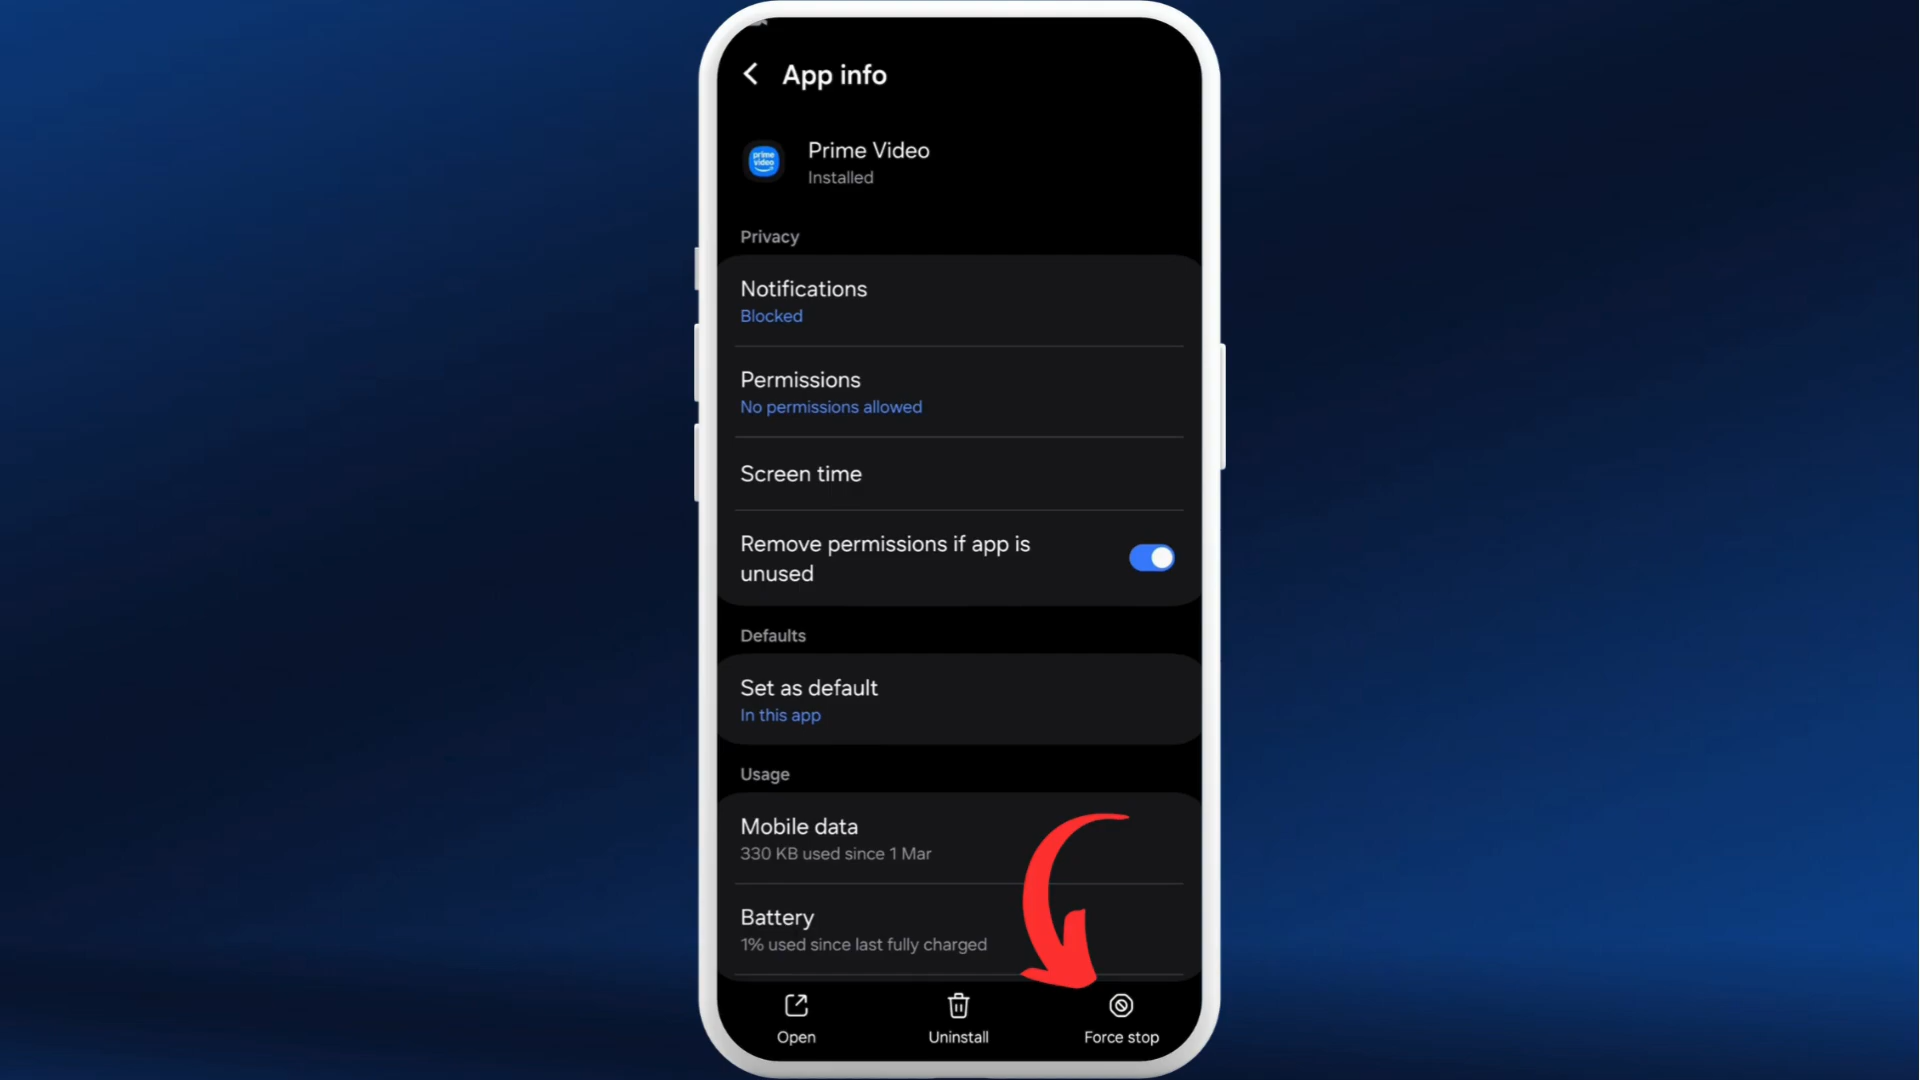 App info
prime
video
Prime Video
Installed
Privacy
Notifications
Blocked
Permissions
No permissions allowed
Screen time
Remove permissions if app is
unused
Defaults
Set as default
In this app
Usage
Mobile data
330 KB used since 1 Mar
Battery
1% used since last fully charged
Open
Uninstall
Force stop